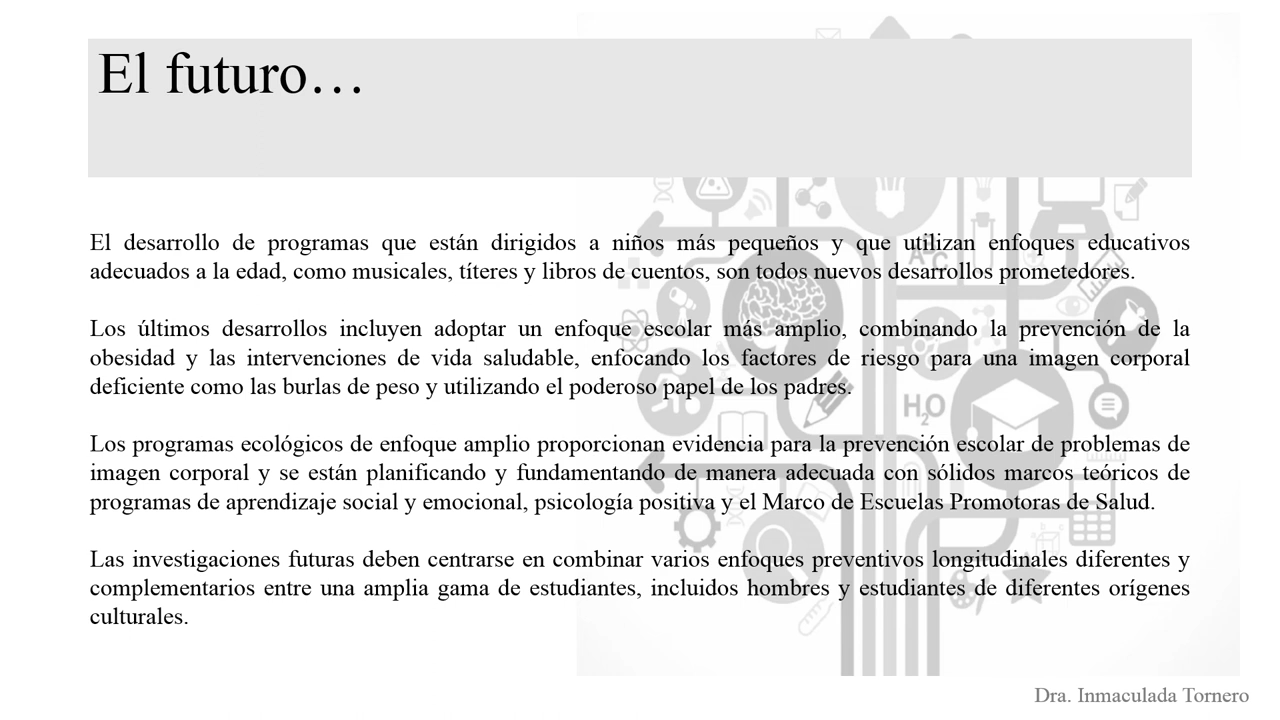 El futuro…
El desarrollo de programas que están dirigidos a niños más pequeños y que utilizan enfoques educativos
adecuados a la edad, como musicales, títeres y libros de cuentos, son todos nuevos desarrollos prometedores.
Los últimos desarrollos incluyen adoptar un enfoque escolar más amplio, combinando la prevención de la
obesidad y las intervenciones de vida saludable, enfocando los factores de riesgo para una imagen corporal
deficiente como las burlas de peso y utilizando el poderoso papel de los padres.
H2O
Los programas ecológicos de enfoque amplio proporcionan evidencia para la prevención escolar de problemas de
imagen corporal y se están planificando y fundamentando de manera adecuada con sólidos marcos teóricos de
programas de aprendizaje social y emocional, psicología positiva y el Marco de Escuelas Promotoras de Salud.
Las investigaciones futuras deben centrarse en combinar varios enfoques preventivos longitudinales diferentes y
complementarios entre una amplia gama de estudiantes, incluidos hombres y estudiantes de diferentes orígenes
culturales.
Dra. Inmaculada Tornero